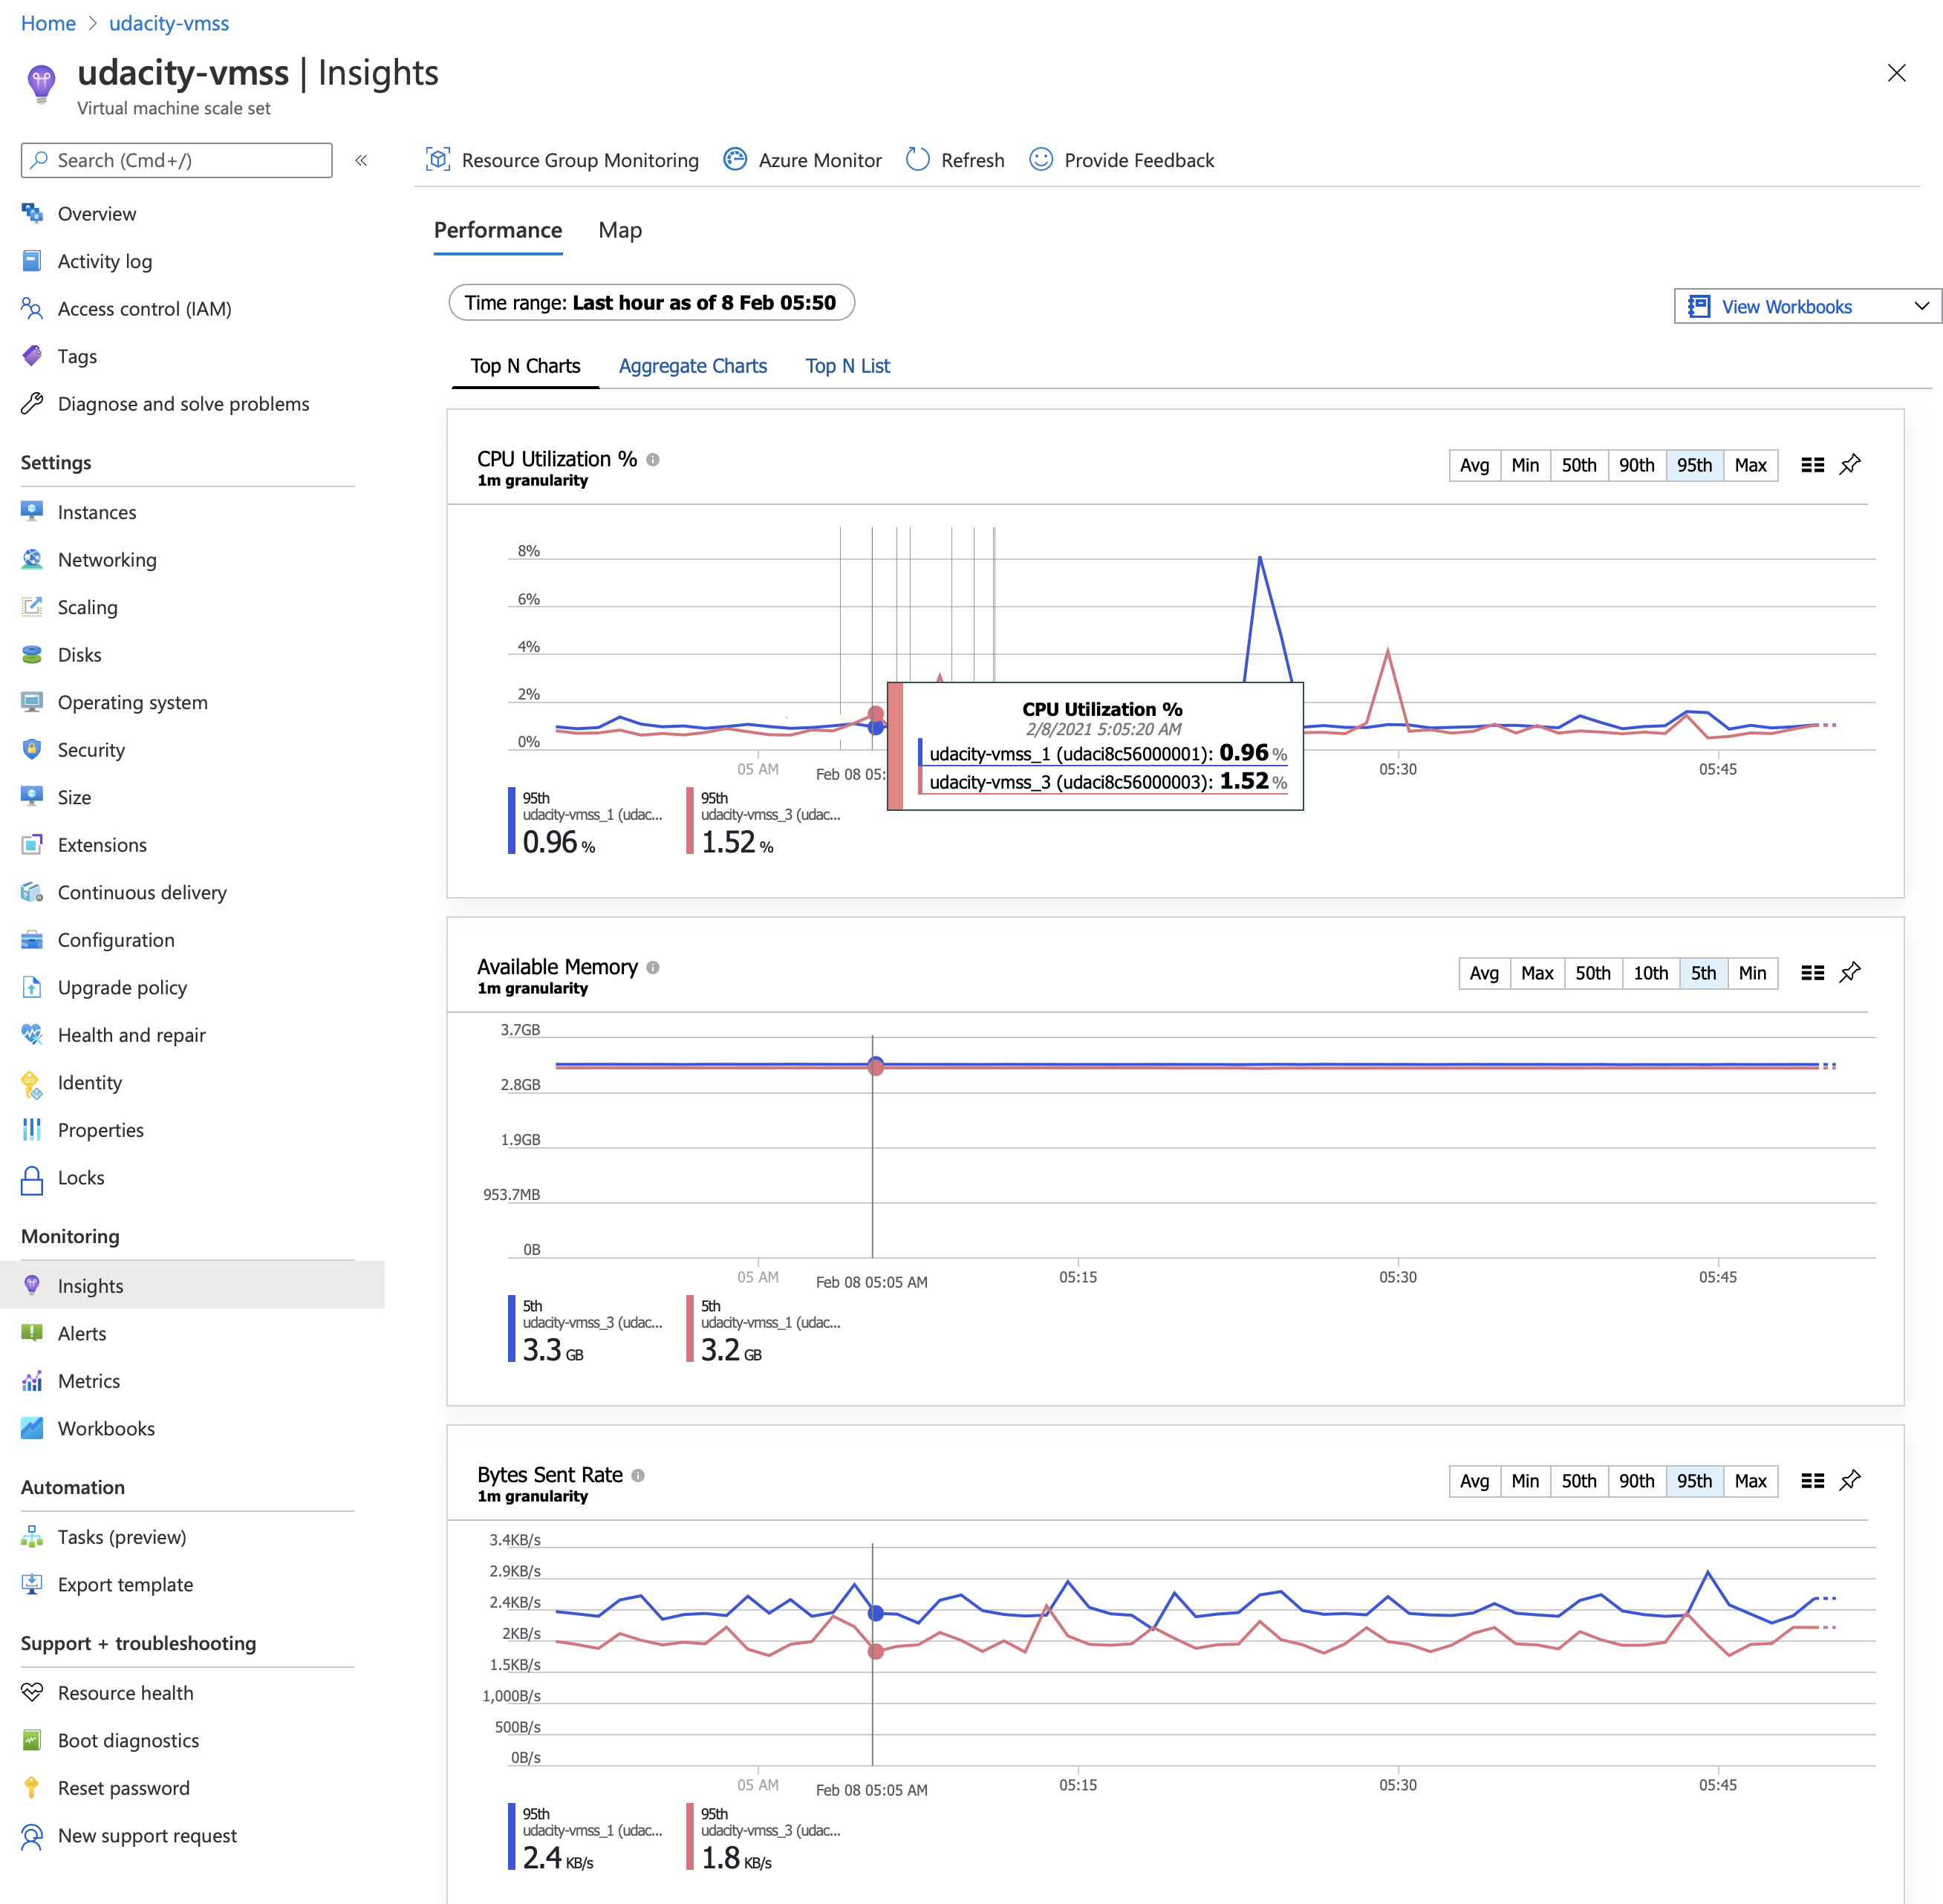 Home > udacity-vmss
udacity-vmss | Insights
Virtual machine scale set
Search (Cmd+/)
«
Resource Group Monitoring
Azure Monitor
Refresh
Provide Feedback
Overview
Activity log
Access control (IAM)
Tags
Diagnose and solve problems
Settings
Instances
Networking
Scaling
Disks
Operating system
Security
Size
Extensions
Continuous delivery
Configuration
Upgrade policy
Health and repair
Identity
Properties
Locks
Monitoring
Insights
Alerts
Metrics
Workbooks
Automation
Tasks (preview)
Export template
Support + troubleshooting
Resource health
Boot diagnostics
Reset password
New support request
Performance Map
Time range: Last hour as of 8 Feb 05:50
View Workbooks
Top N Charts Aggregate Charts Top N List
CPU Utilization %
1m granularity
Avg Min 50th 90th 95th Max
8%
6%
4%
2%
0%
05 AM Feb 08 05: 05:30 05:45
CPU Utilization %
2/8/2021 5:05:20 AM
udacity-vmss_1 (udaci8c56000001): 0.96 %
udacity-vmss_3 (udaci8c56000003): 1.52 %
95th
udacity-vmss_1 (udac...
0.96 %
95th
udacity-vmss_3 (udac...
1.52 %
Available Memory
1m granularity
Avg Max 50th 10th 5th Min
3.7GB
2.8GB
1.9GB
953.7MB
0B
05 AM Feb 08 05:05 AM 05:15 05:30 05:45
5th
udacity-vmss_3 (udac...
3.3 GB
5th
udacity-vmss_1 (udac...
3.2 GB
Bytes Sent Rate
1m granularity
Avg Min 50th 90th 95th Max
3.4KB/s
2.9KB/s
2.4KB/s
2KB/s
1.5KB/s
1,000B/s
500B/s
0B/s
05 AM Feb 08 05:05 AM 05:15 05:30 05:45
95th
udacity-vmss_1 (udac...
2.4 KB/s
95th
udacity-vmss_3 (udac...
1.8 KB/s